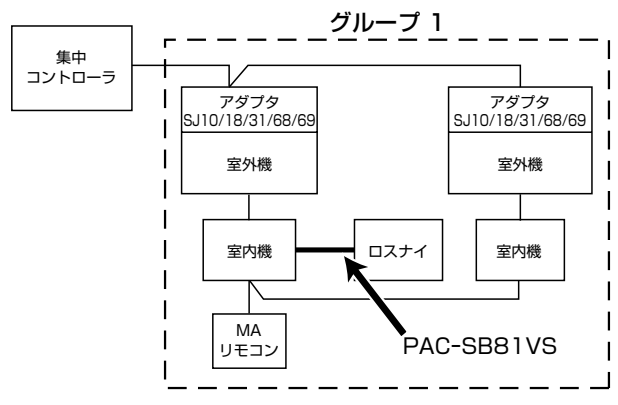 グループ 1
集中
コントローラ
アダプタ
SJ10/18/31/68/69
アダプタ
SJ10/18/31/68/69
室外機
室外機
室内機
ロスナイ
室内機
MA
リモコン
PAC-SB81VS